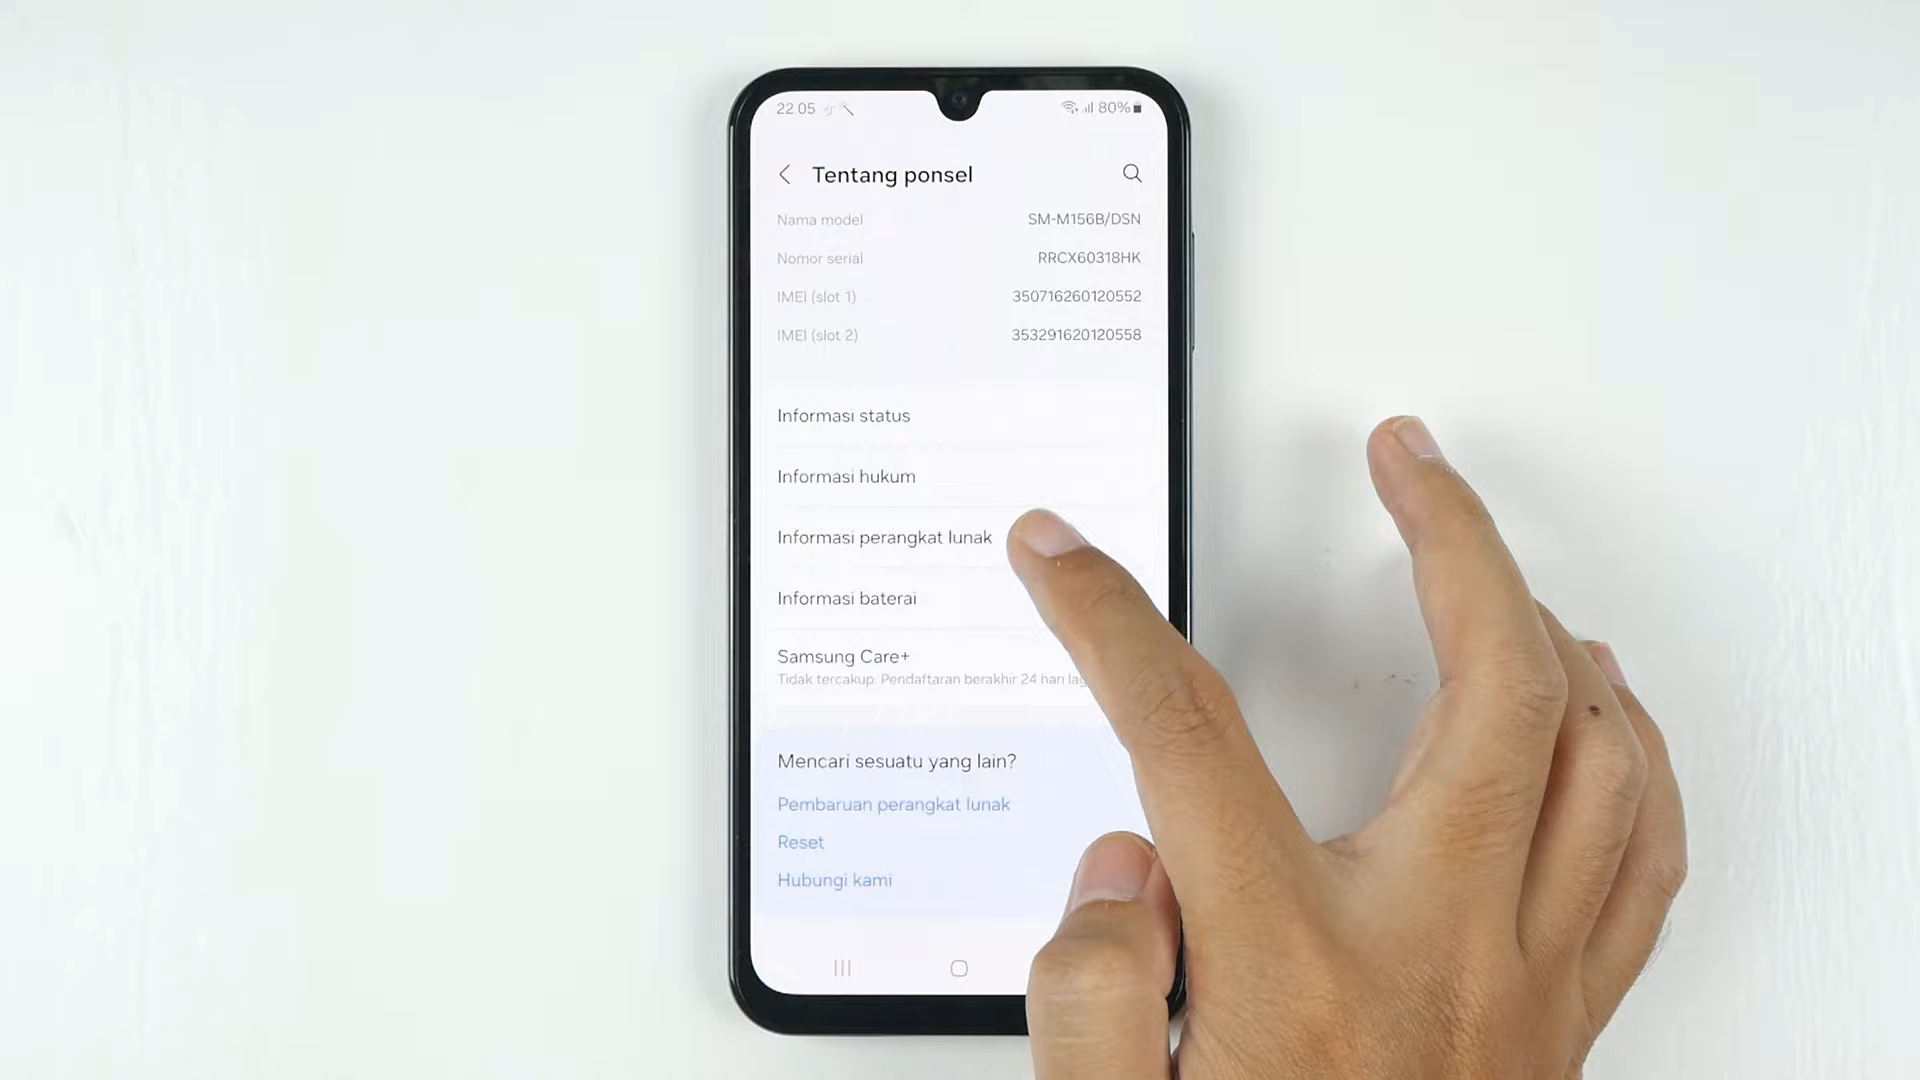 22.05 80%
Tentang ponsel
Nama model SM-M156B/DSN
Nomor serial RRCX60318HK
IMEI (slot 1) 350716260120552
IMEI (slot 2) 353291620120558
Informasi status
Informasi hukum
Informasi perangkat lunak
Informasi baterai
Samsung Care+
Tidak tercakup. Pendaftaran berakhir 24 hari
Mencari sesuatu yang lain?
Pembaruan perangkat lunak
Reset
Hubungi kami